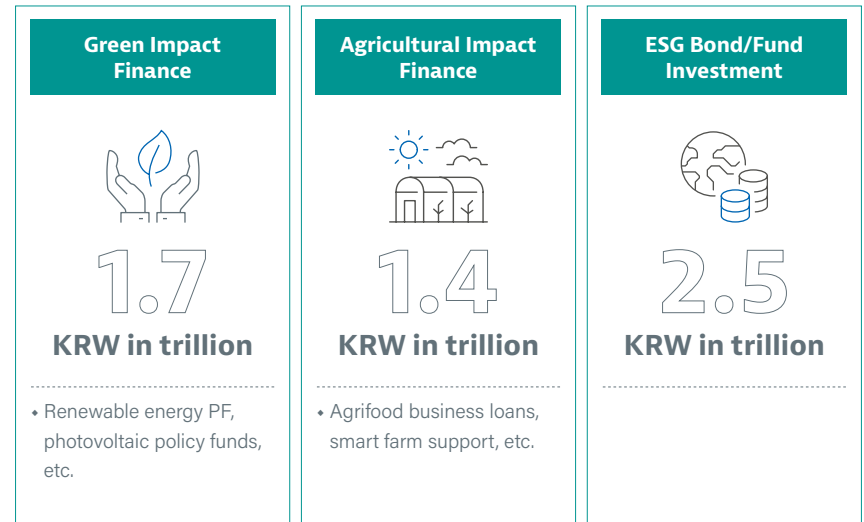 Green Impact
Finance
1.7
KRW in trillion
⬥ Renewable energy PF,
photovoltaic policy funds,
etc.
Agricultural Impact
Finance
1.4
KRW in trillion
⬥ Agrifood business loans,
smart farm support, etc.
ESG Bond/Fund
Investment
2.5
KRW in trillion